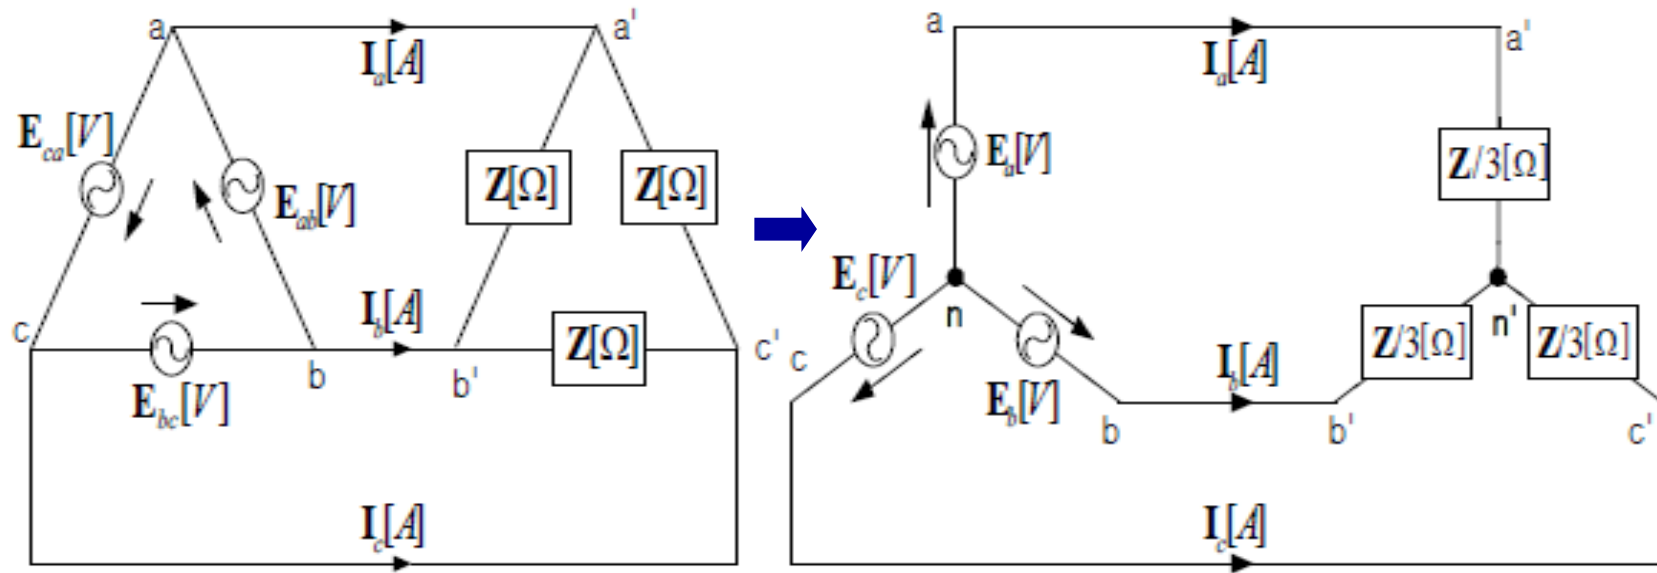 a
a'
I_a[A]
E_ca[V]
E_ab[V]
Z[Ω]
Z[Ω]
c
I_b[A]
Z[Ω]
c'
b
b'
E_bc[V]
I_c[A]
a
a'
I_a[A]
E_a[V]
Z/3[Ω]
E_c[V]
n
n'
c
Z/3[Ω]
Z/3[Ω]
I_b[A]
E_b[V]
b
b'
c'
I_c[A]